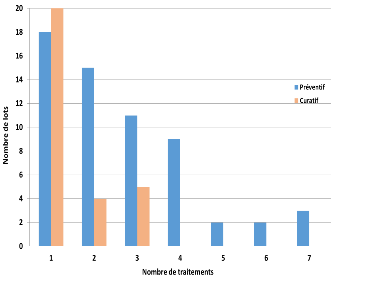 20
18
16
14
12
10
8
6
4
2
0
Nombre de lots
Préventif
Curatif
1 2 3 4 5 6 7
Nombre de traitements